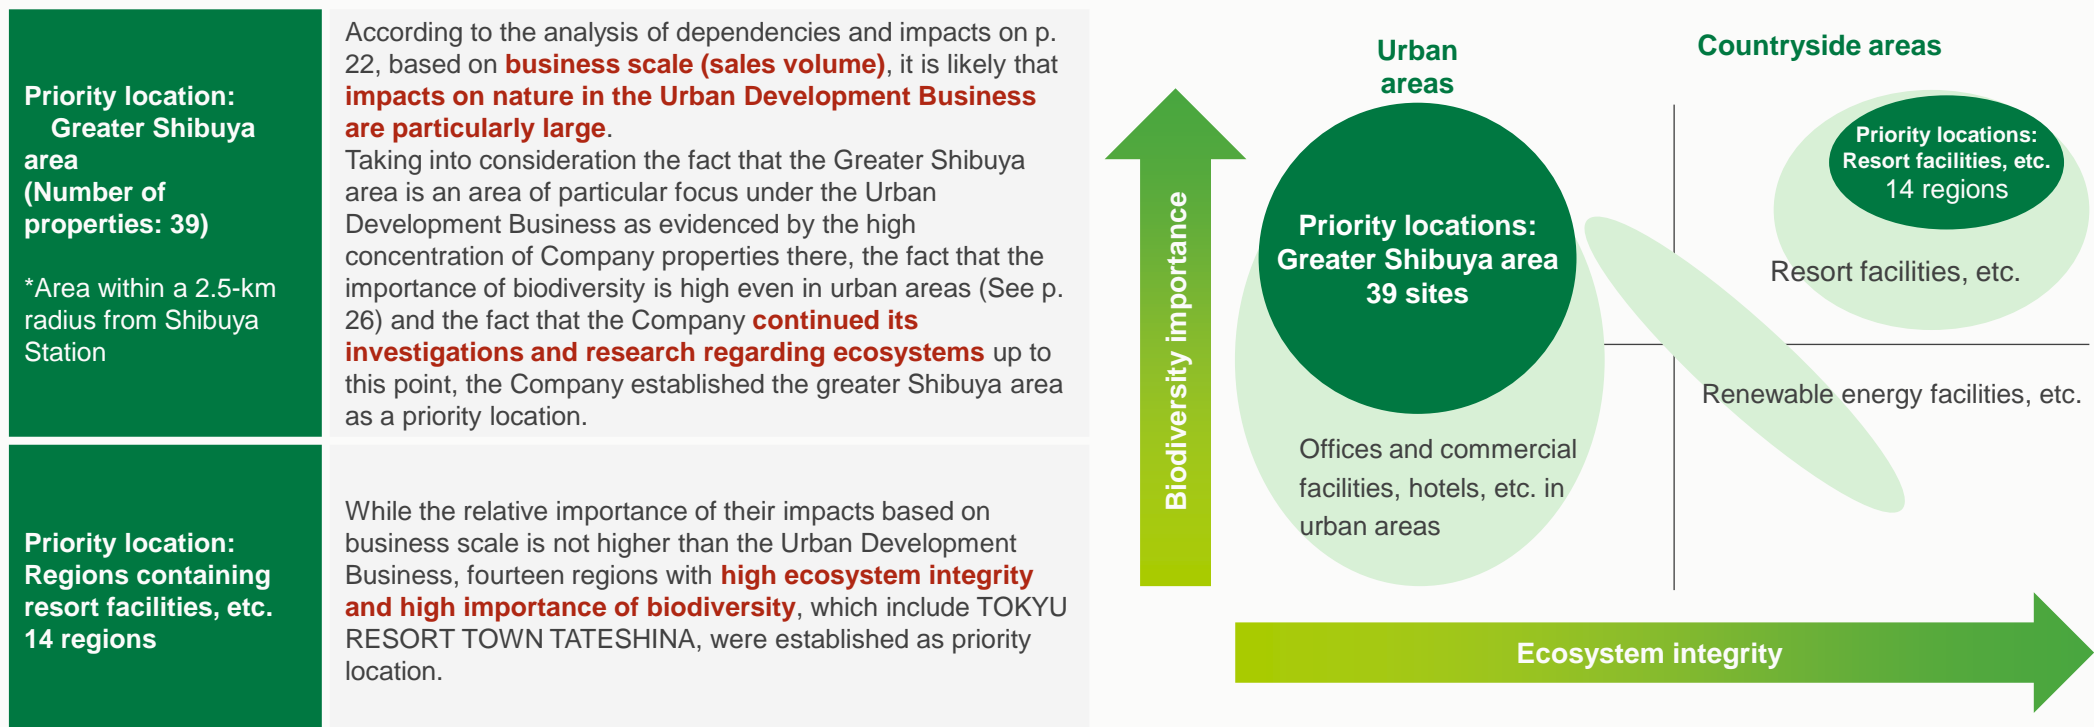 Priority location:
Greater Shibuya
area
(Number of
properties: 39)
*Area within a 2.5-km
radius from Shibuya
Station
According to the analysis of dependencies and impacts on p.
22, based on business scale (sales volume), it is likely that
impacts on nature in the Urban Development Business
are particularly large.
Taking into consideration the fact that the Greater Shibuya
area is an area of particular focus under the Urban
Development Business as evidenced by the high
concentration of Company properties there, the fact that the
importance of biodiversity is high even in urban areas (See p.
26) and the fact that the Company continued its
investigations and research regarding ecosystems up to
this point, the Company established the greater Shibuya area
as a priority location.
Priority location:
Regions containing
resort facilities, etc.
14 regions
While the relative importance of their impacts based on
business scale is not higher than the Urban Development
Business, fourteen regions with high ecosystem integrity
and high importance of biodiversity, which include TOKYU
RESORT TOWN TATESHINA, were established as priority
location.
Urban
areas
Countryside areas
Biodiversity importance
Priority locations:
Greater Shibuya area
39 sites
Offices and commercial
facilities, hotels, etc. in
urban areas
Priority locations:
Resort facilities, etc.
14 regions
Resort facilities, etc.
Renewable energy facilities, etc.
Ecosystem integrity